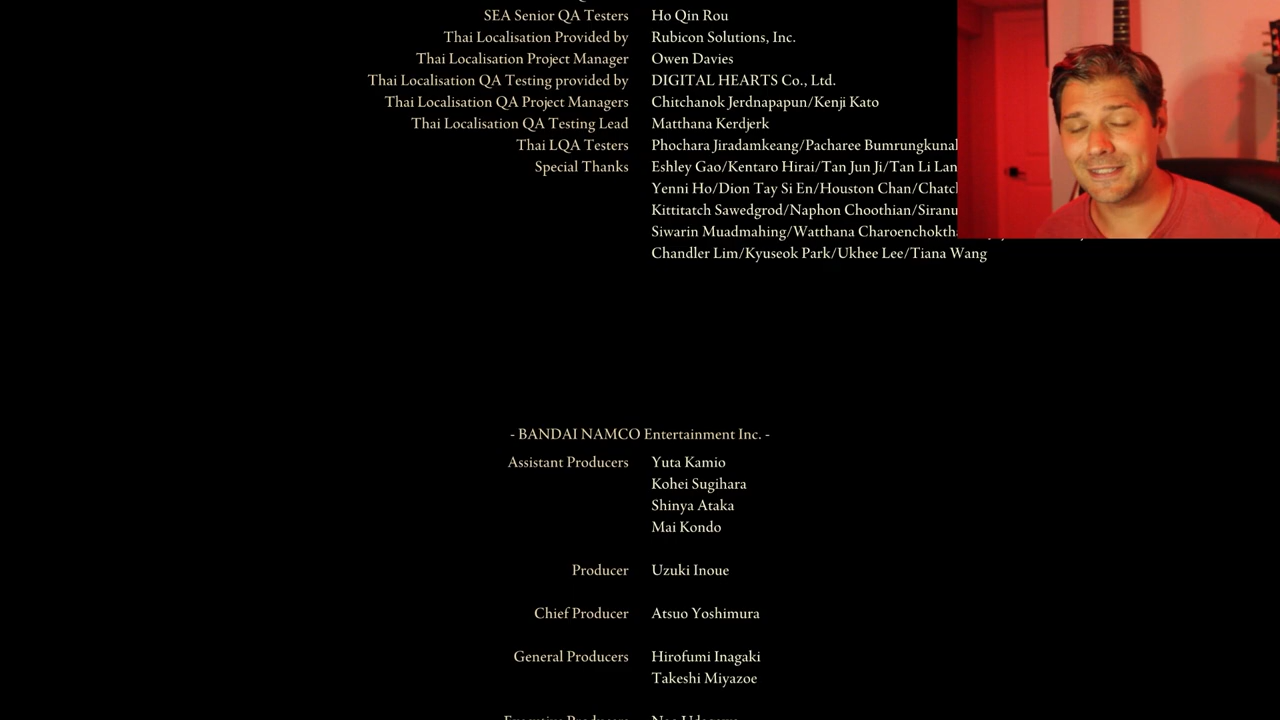 SEA Senior QA Testers Ho Qin Rou
Thai Localisation Provided by Rubicon Solutions, Inc.
Thai Localisation Project Manager Owen Davies
Thai Localisation QA Testing provided by DIGITAL HEARTS Co., Ltd.
Thai Localisation QA Project Managers Chitchanok Jerdnapapun/Kenji Kato
Thai Localisation QA Testing Lead Matthana Kerdjerk
Thai LQA Testers Phochara Jiradamkeang/Pacharee
Special Thanks Eshley Gao/Kentaro Hirai/Tan Jun Ji/Tan Li
Yenni Ho/Dion Tay Si En/Houston Chan/
Kittitatch Sawedgrod/Naphon Choothian/
Siwarin Muadmahing/Watthana
Chandler Lim/Kyuseok Park/Ukhee Lee/Tiana Wang
- BANDAI NAMCO Entertainment Inc. -
Assistant Producers Yuta Kamio
Kohei Sugihara
Shinya Ataka
Mai Kondo
Producer Uzuki Inoue
Chief Producer Atsuo Yoshimura
General Producers Hirofumi Inagaki
Takeshi Miyazoe